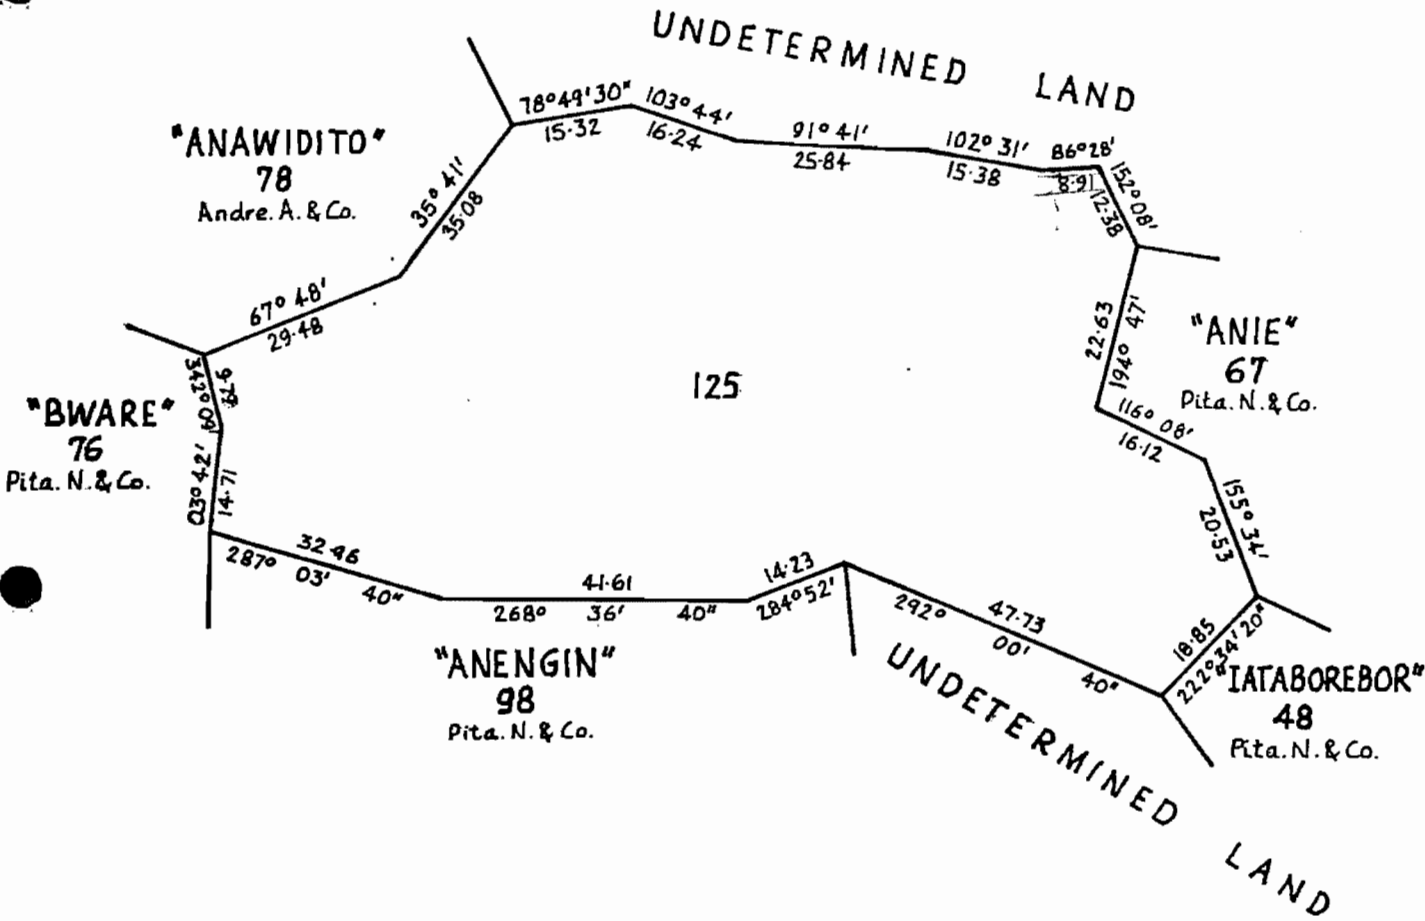 UNDETERMINED LAND
78°49'30"
15·32
103°44'
16·24
91°41'
25·84
102°31'
15·38
86°28'
8·91
152°08'
12·38
"ANAWIDITO"
78
Andre. A. & Co.
35°41'
35·08
67°48'
29·48
342°09'
9·79
03°42'
14·71
"BWARE"
76
Pita. N. & Co.
125
22·63
194° 47'
"ANIE"
67
Pita. N. & Co.
116° 08'
16·12
155° 34'
20·53
18·85
222°34'20"
"IATABOREBOR"
48
Pita. N. & Co.
47·73
292° 00' 40"
14·23
284°52'
41·61
268° 36' 40"
32·96
287° 03' 40"
"ANENGIN"
98
Pita. N. & Co.
UNDETERMINED LAND